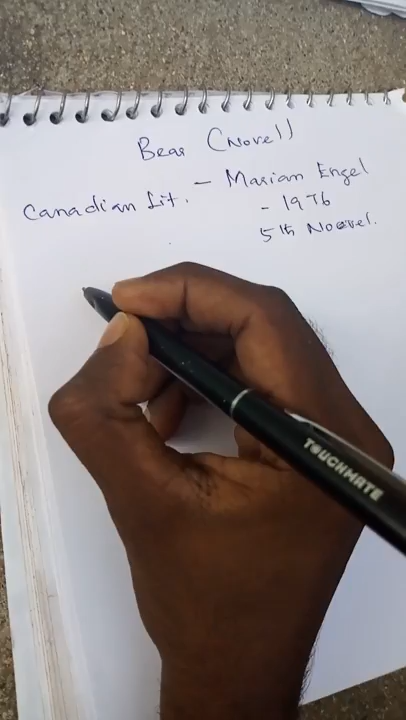 Bear (Novel)
- Marian Engel
Canadian Lit.
- 1976
5th Noovel.
TOUCHMATE